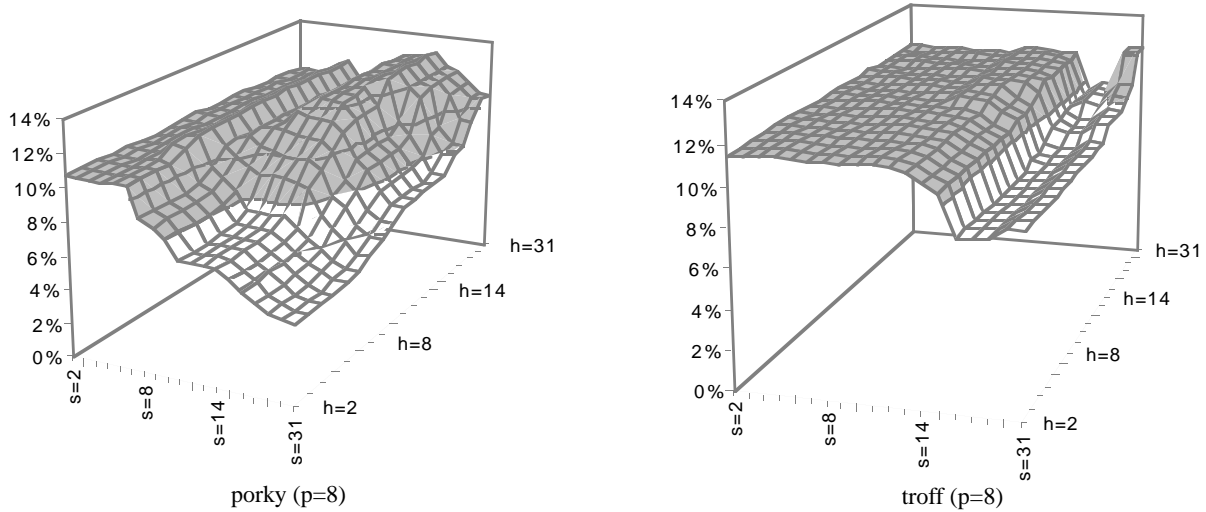 14%
12%
10%
8%
6%
4%
2%
0%
s=2
s=8
s=14
s=31
h=2
h=8
h=14
h=31
porky (p=8)
14%
12%
10%
8%
6%
4%
2%
0%
s=2
s=8
s=14
s=31
h=2
h=8
h=14
h=31
troff (p=8)